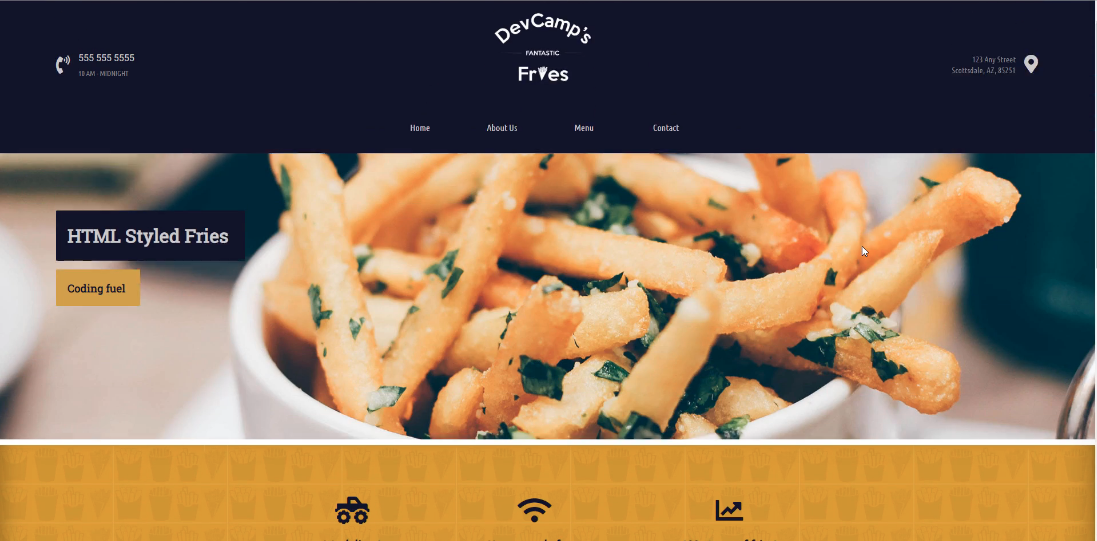 DevCamp's
FANTASTIC
Fries
555 555 5555
10 AM - MIDNIGHT
123 Any Street
Scottsdale, AZ, 85251
Home
About Us
Menu
Contact
HTML Styled Fries
Coding fuel